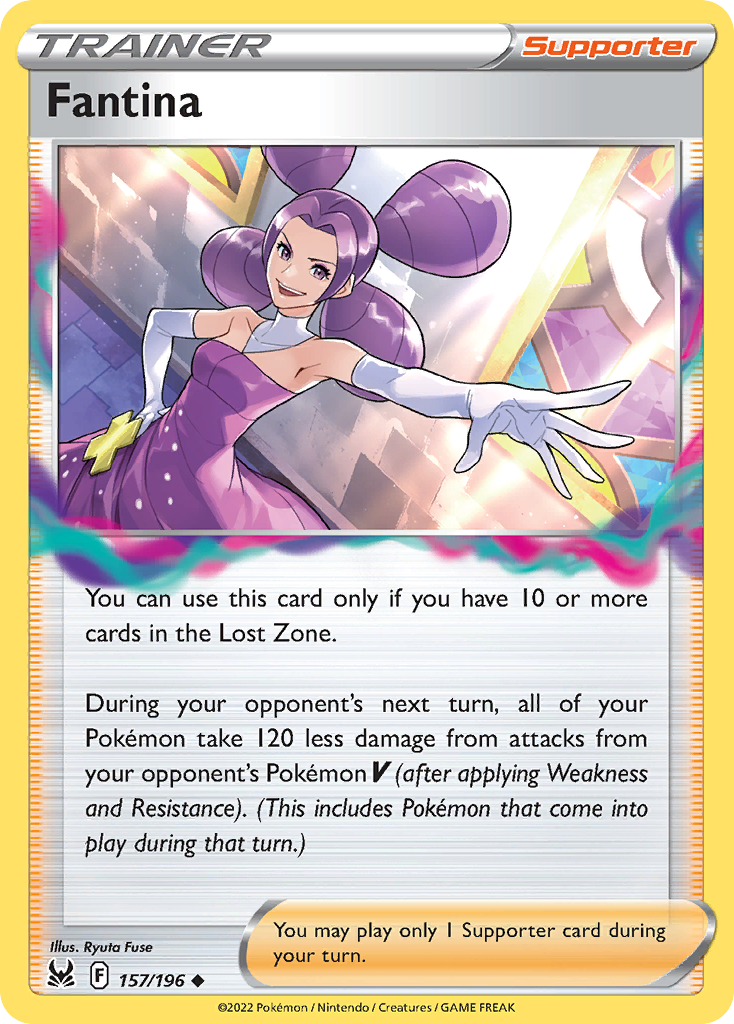 TRAINER Supporter
Fantina
You can use this card only if you have 10 or more
cards in the Lost Zone.
During your opponent's next turn, all of your
Pokémon take 120 less damage from attacks from
your opponent's Pokémon V (after applying Weakness
and Resistance). (This includes Pokémon that come into
play during that turn.)
You may play only 1 Supporter card during
your turn.
Illus. Ryuta Fuse
F 157/196
©2022 Pokémon / Nintendo / Creatures / GAME FREAK